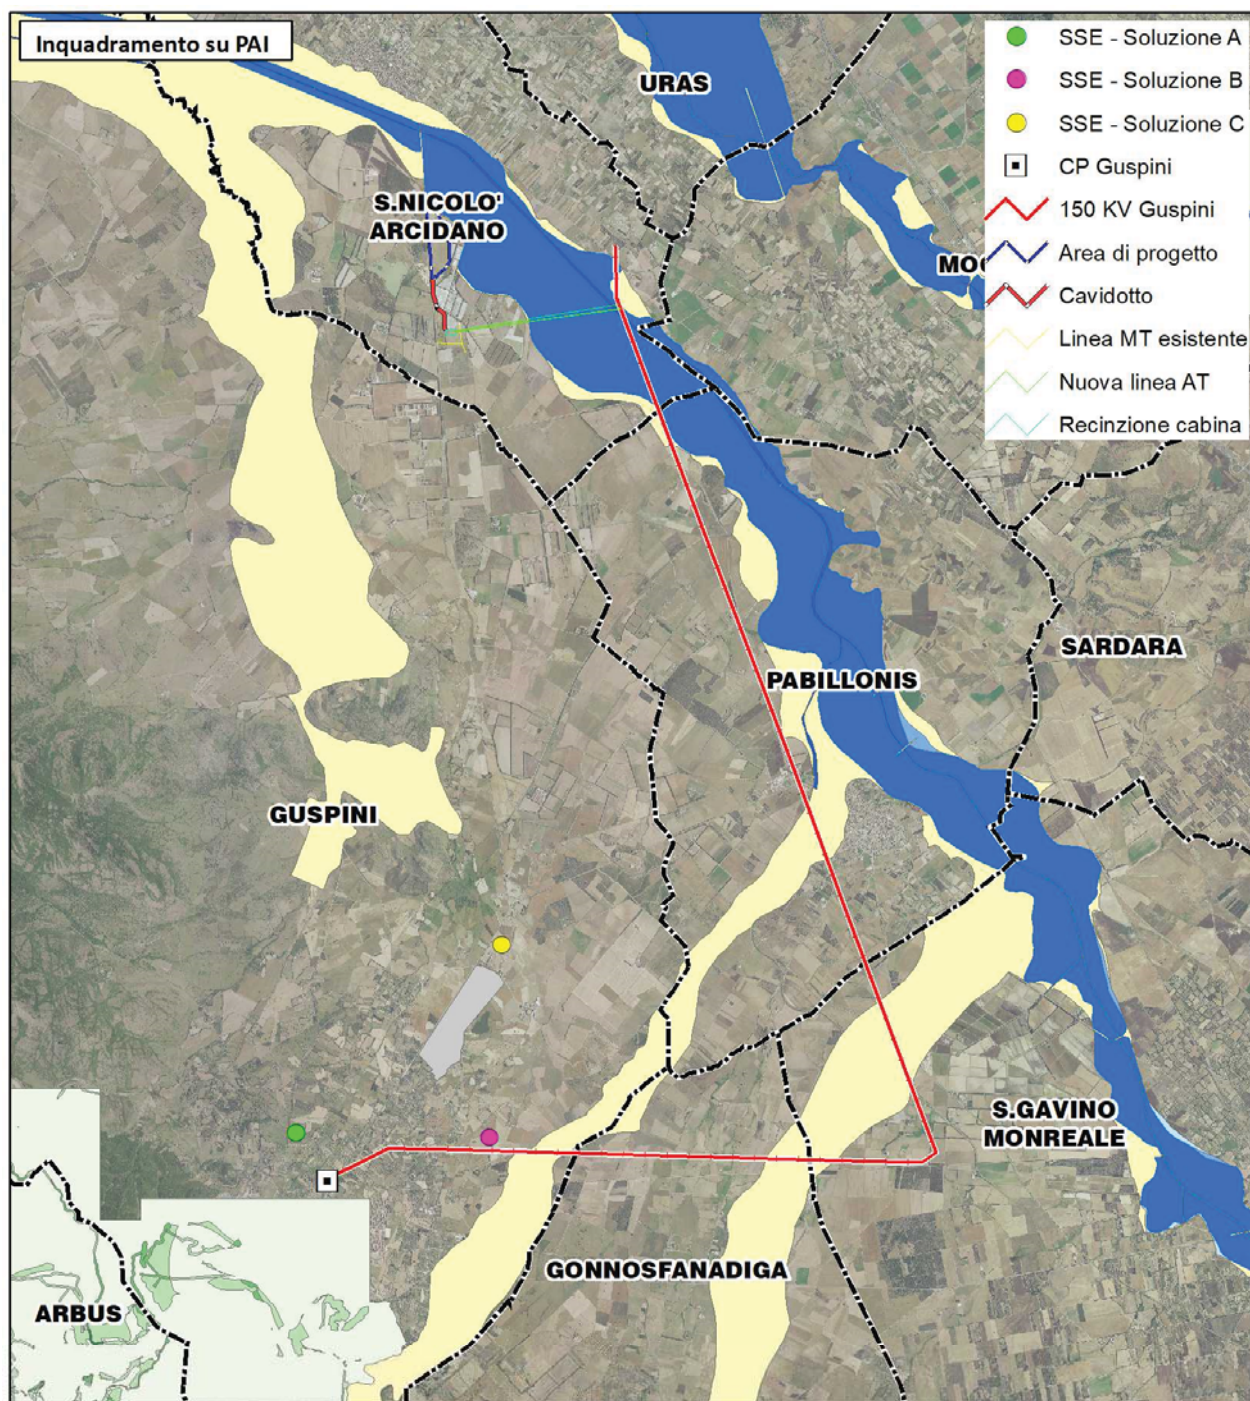 Inquadramento su PAI
SSE - Soluzione A
SSE - Soluzione B
SSE - Soluzione C
CP Guspini
150 KV Guspini
Area di progetto
Cavidotto
Linea MT esistente
Nuova linea AT
Recinzione cabina
URAS
S.NICOLO'
ARCIDANO
MOG
SARDARA
PABILLONIS
GUSPINI
S.GAVINO
MONREALE
GONNOSFANADIGA
ARBUS